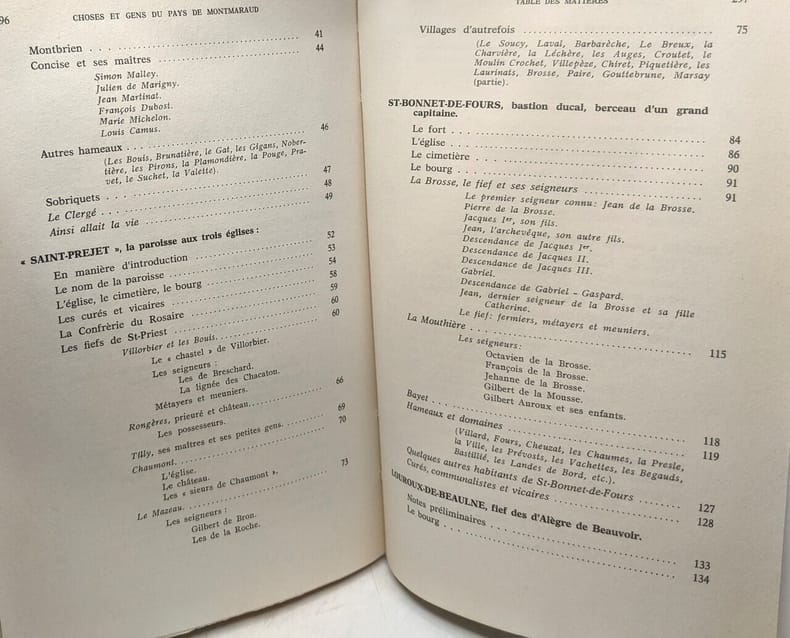 96 CHOSES ET GENS DU PAYS DE MONTMARAUD
Montbrien 41
Concise et ses maîtres 44
Simon Malley.
Julien de Marigny.
Jean Martinat.
François Dubost.
Marie Michelon.
Louis Camus.
Autres hameaux 46
(Les Bouis, Brunatière, le Gat, les Gigans, Nober-
tière, les Pirons, la Plamondière, la Pouge, Pra-
vet, le Suchet, la Valette).
Sobriquets 47
Le Clergé 48
Ainsi allait la vie 49
« SAINT-PREJET », la paroisse aux trois églises :
En manière d'introduction 52
Le nom de la paroisse 53
L'église, le cimetière, le bourg 54
Les curés et vicaires 58
La Confrèrie du Rosaire 59
Les fiefs de St-Priest 60
Villorbier et les Bouis 60
Le « chastel » de Villorbier.
Les seigneurs :
Les de Breschard.
La lignée des Chacaton.
Métayers et meuniers.
Rongères, prieuré et château 66
Les possesseurs.
Tilly, ses maîtres et ses petits gens. 69
Chaumont 70
L'église.
Le château.
Les « sieurs de Chaumont ».
Le Mazeau 73
Les seigneurs :
Gilbert de Bron.
Les de la Roche.
TABLE DES MATIÈRES
Villages d'autrefois 75
(Le Soucy, Laval, Barbarèche, Le Breux, la
Charvière, la Léchère, les Auges, Croutet, le
Moulin Crochet, Villepèze, Chiret, Piquetière, les
Laurinats, Brosse, Paire, Gouttebrune, Marsay
(partie).
ST-BONNET-DE-FOURS, bastion ducal, berceau d'un grand
capitaine.
Le fort 84
L'église 86
Le cimetière 90
Le bourg 91
La Brosse, le fief et ses seigneurs 91
Le premier seigneur connu: Jean de la Brosse.
Pierre de la Brosse.
Jacques Ier, son fils.
Jean, l'archevêque, son autre fils.
Descendance de Jacques Ier.
Descendance de Jacques II.
Descendance de Jacques III.
Gabriel.
Descendance de Gabriel - Gaspard.
Jean, dernier seigneur de la Brosse et sa fille
Catherine.
Le fief: fermiers, métayers et meuniers.
La Mouthière 115
Les seigneurs:
Octavien de la Brosse.
François de la Brosse.
Jehanne de la Brosse.
Gilbert de la Mousse.
Gilbert Auroux et ses enfants.
Bayet 118
Hameaux et domaines 119
(Villard, Fours, Cheuzat, les Chaumes, la Presle,
la Ville, les Prévosts, les Vachettes, les Begauds,
Bastillié, les Landes de Bord, etc.).
Quelques autres habitants de St-Bonnet-de-Fours 127
Curés, communalistes et vicaires 128
LOUROUX-DE-BEAULNE, fief des d'Alègre de Beauvoir.
Notes préliminaires 133
Le bourg 134